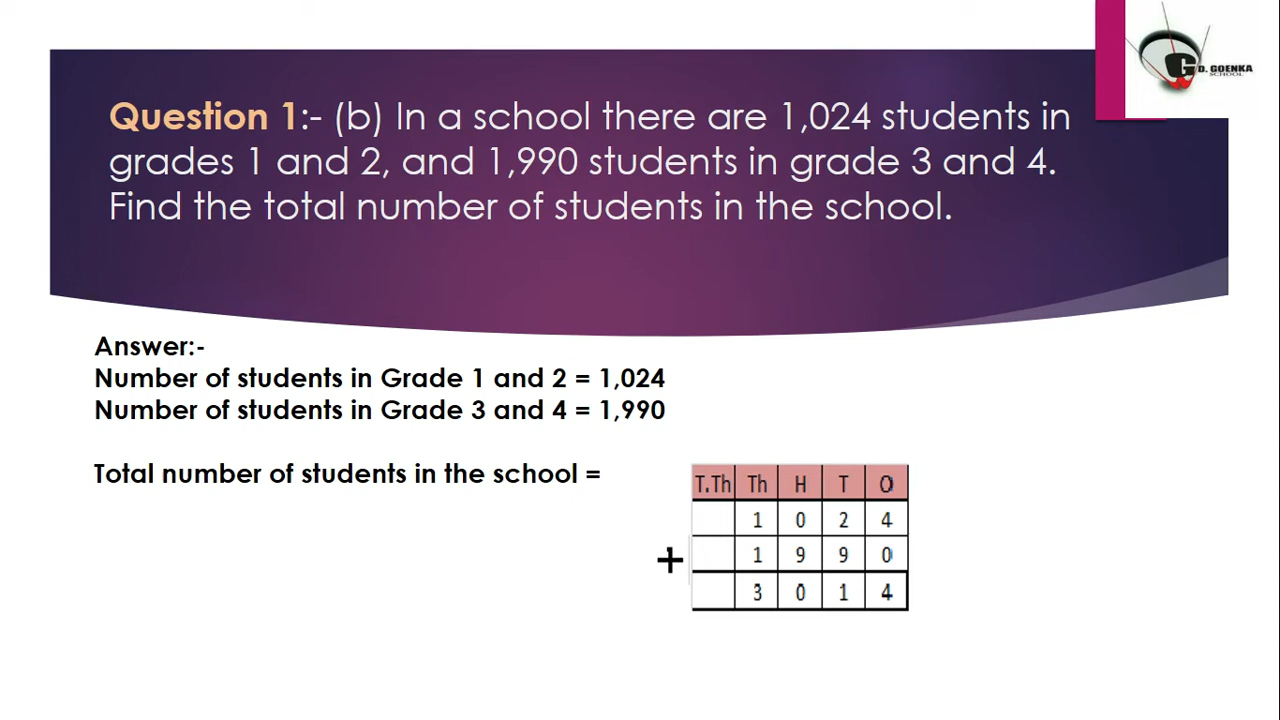 G D. GOENKA
SCHOOL
Question 1:- (b) In a school there are 1,024 students in
grades 1 and 2, and 1,990 students in grade 3 and 4.
Find the total number of students in the school.
Answer:-
Number of students in Grade 1 and 2 = 1,024
Number of students in Grade 3 and 4 = 1,990
Total number of students in the school =
T.Th Th H T O
1 0 2 4
+ 1 9 9 0
3 0 1 4